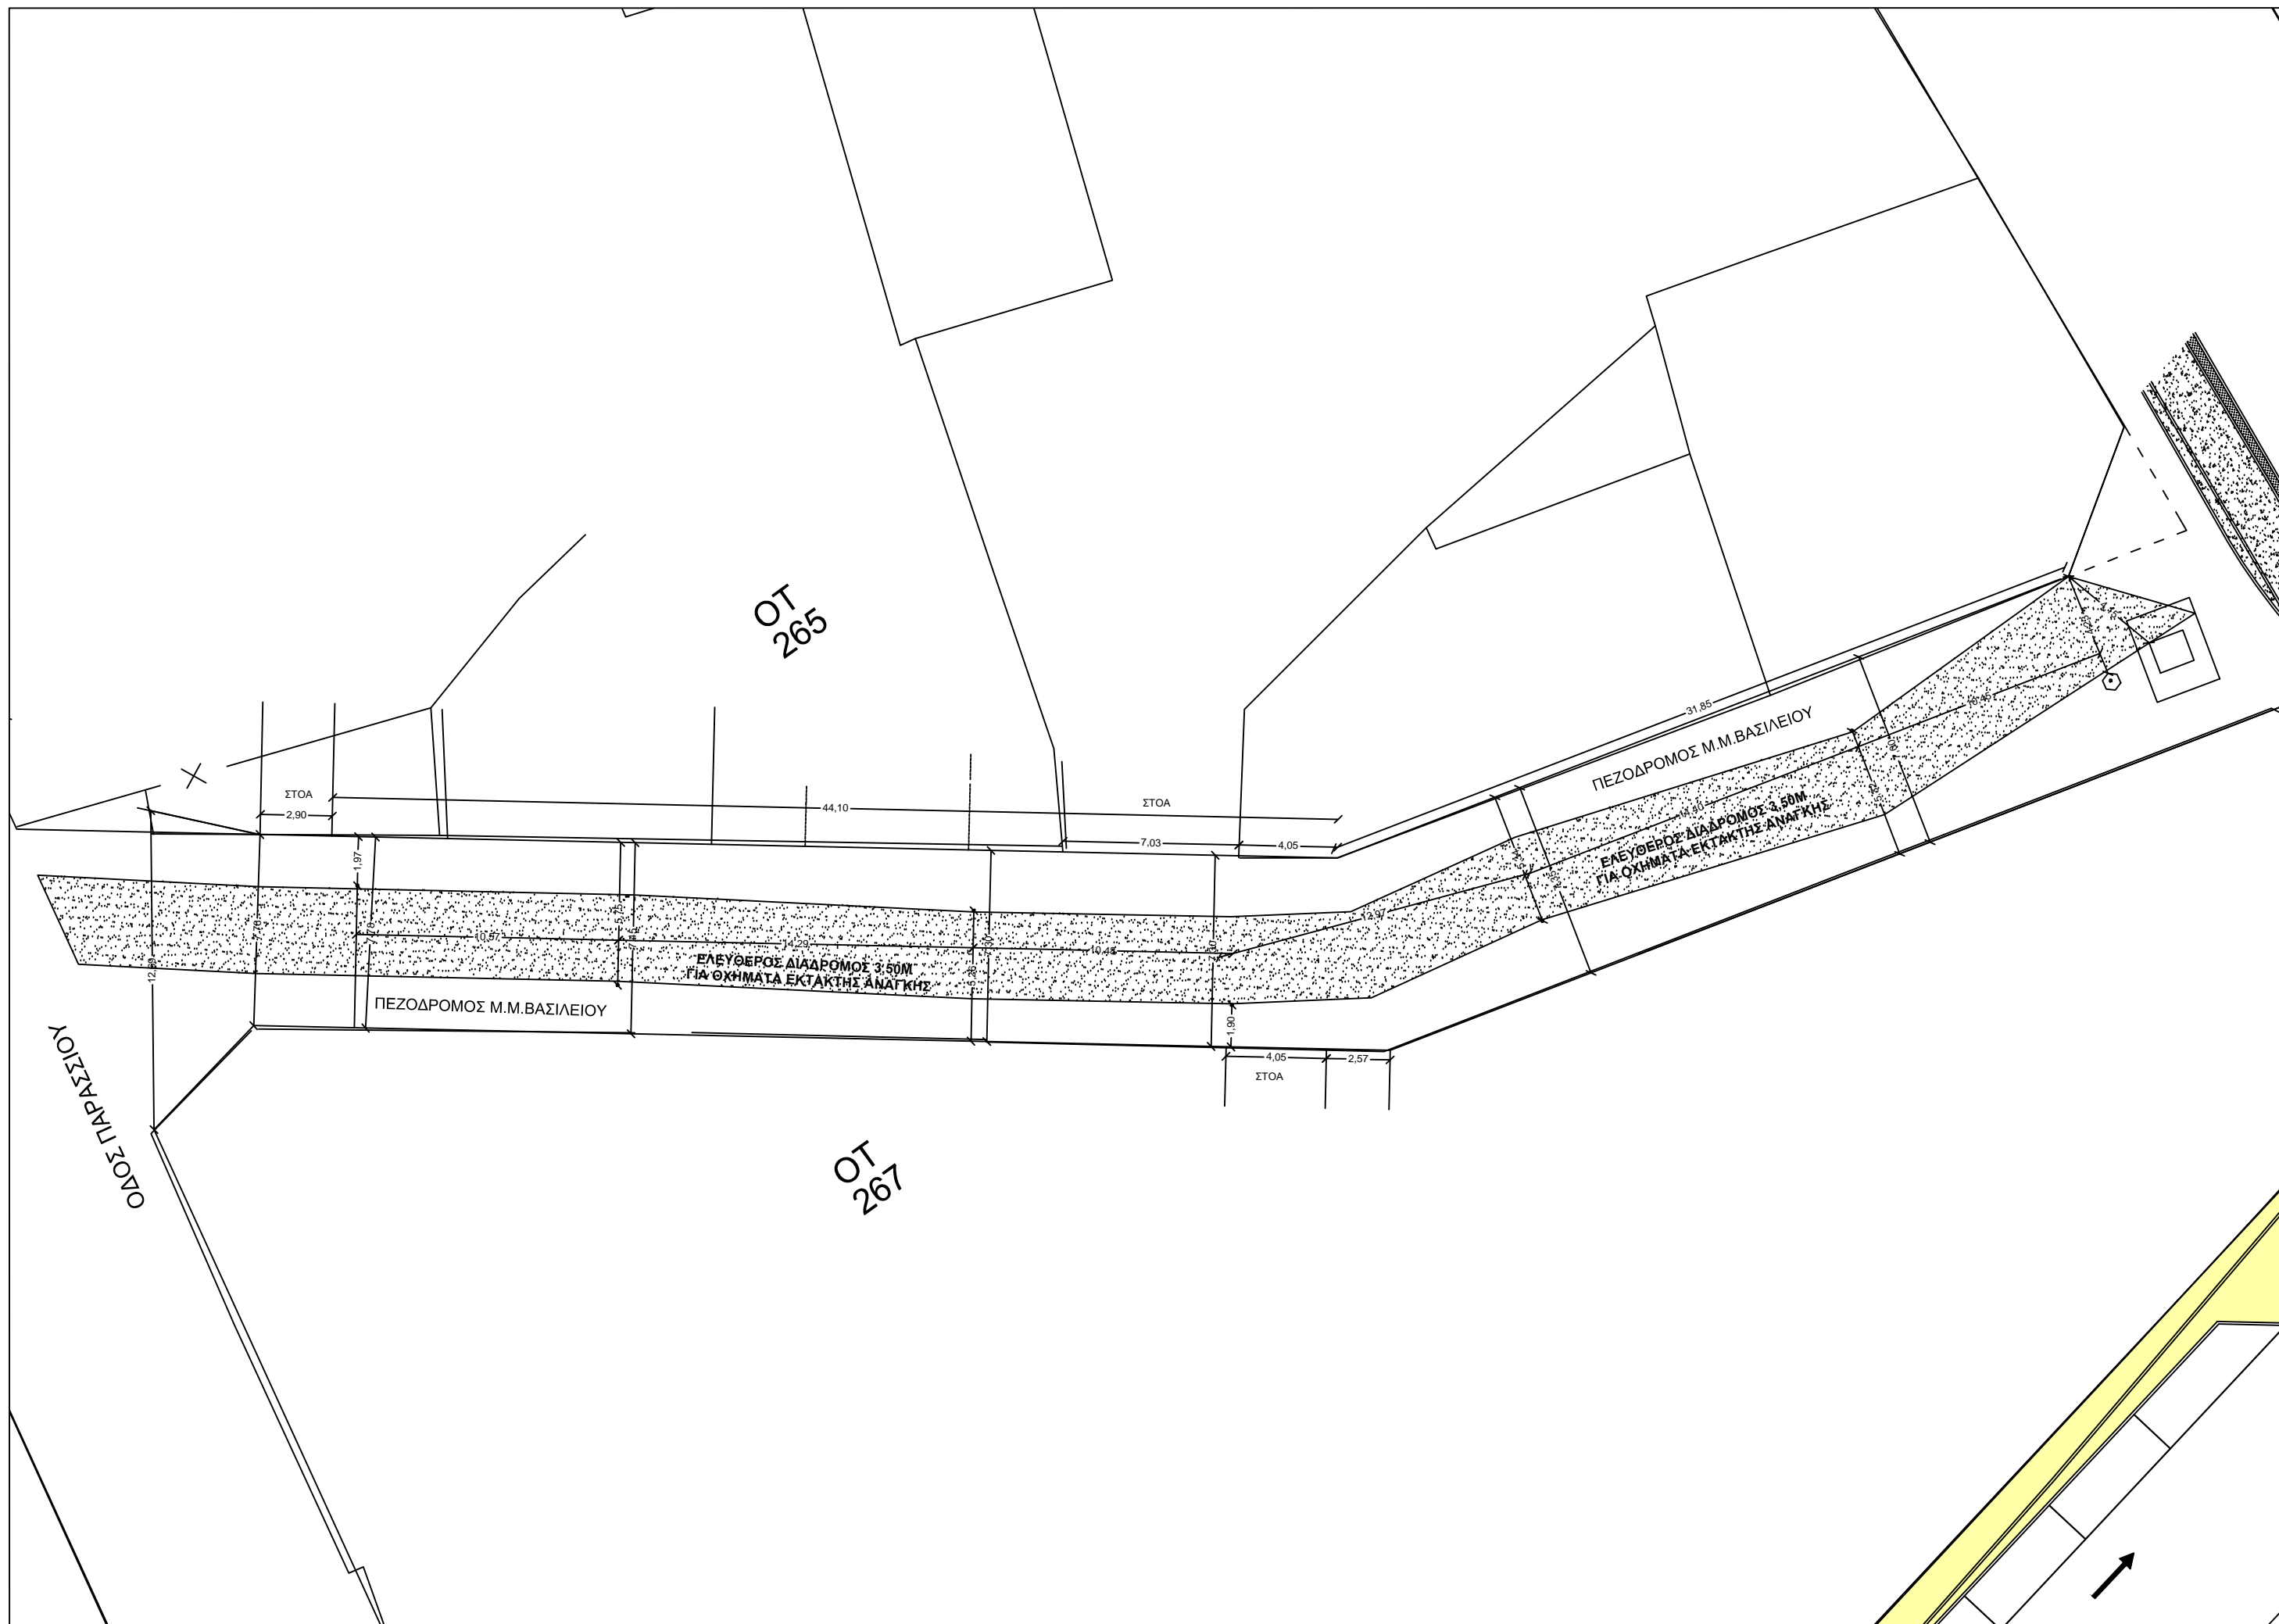 ΟΤ
265
ΣΤΟΑ
2,90
44,10
ΣΤΟΑ
7,03
4,05
31,85
ΠΕΖΟΔΡΟΜΟΣ Μ.Μ.ΒΑΣΙΛΕΙΟΥ
ΕΛΕΥΘΕΡΟΣ ΔΙΑΔΡΟΜΟΣ 3,50Μ
ΓΙΑ ΟΧΗΜΑΤΑ ΕΚΤΑΚΤΗΣ ΑΝΑΓΚΗΣ
1,97
10,57
14,29
10,48
12,97
ΕΛΕΥΘΕΡΟΣ ΔΙΑΔΡΟΜΟΣ 3,50Μ
ΓΙΑ ΟΧΗΜΑΤΑ ΕΚΤΑΚΤΗΣ ΑΝΑΓΚΗΣ
ΠΕΖΟΔΡΟΜΟΣ Μ.Μ.ΒΑΣΙΛΕΙΟΥ
1,90
4,05
2,57
ΣΤΟΑ
ΟΔΟΣ ΠΑΡΑΣΣΙΟΥ
ΟΤ
267